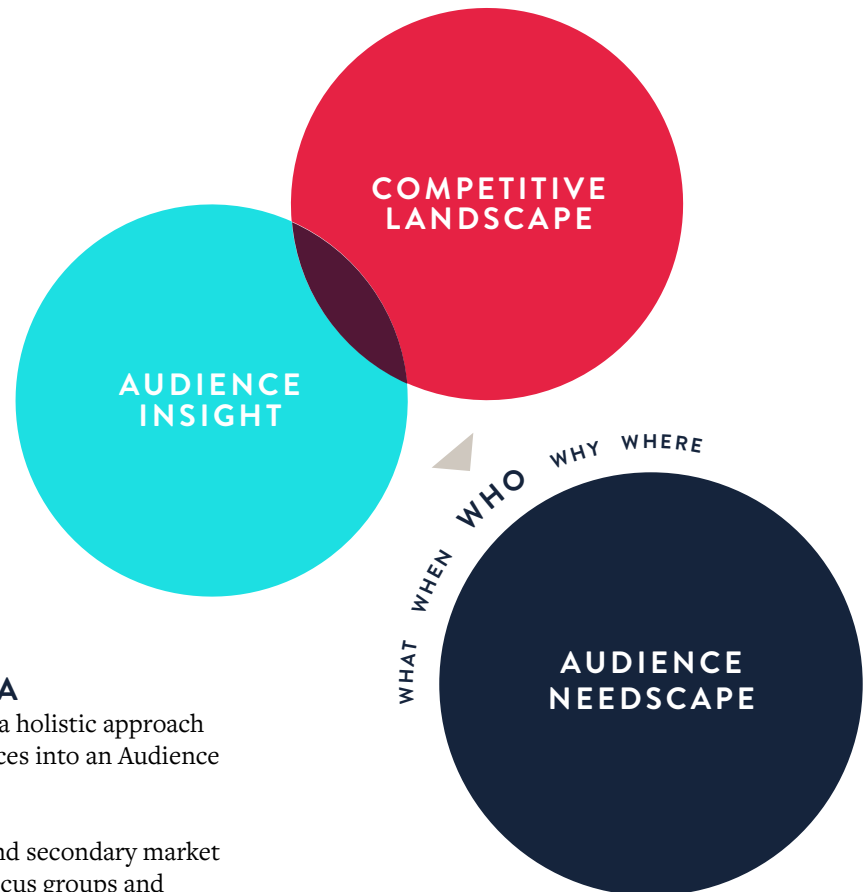 COMPETITIVE
LANDSCAPE
AUDIENCE
INSIGHT
WHAT WHEN WHO WHY WHERE
AUDIENCE
NEEDSCAPE
A
a holistic approach
ces into an Audience
nd secondary market
cus groups and